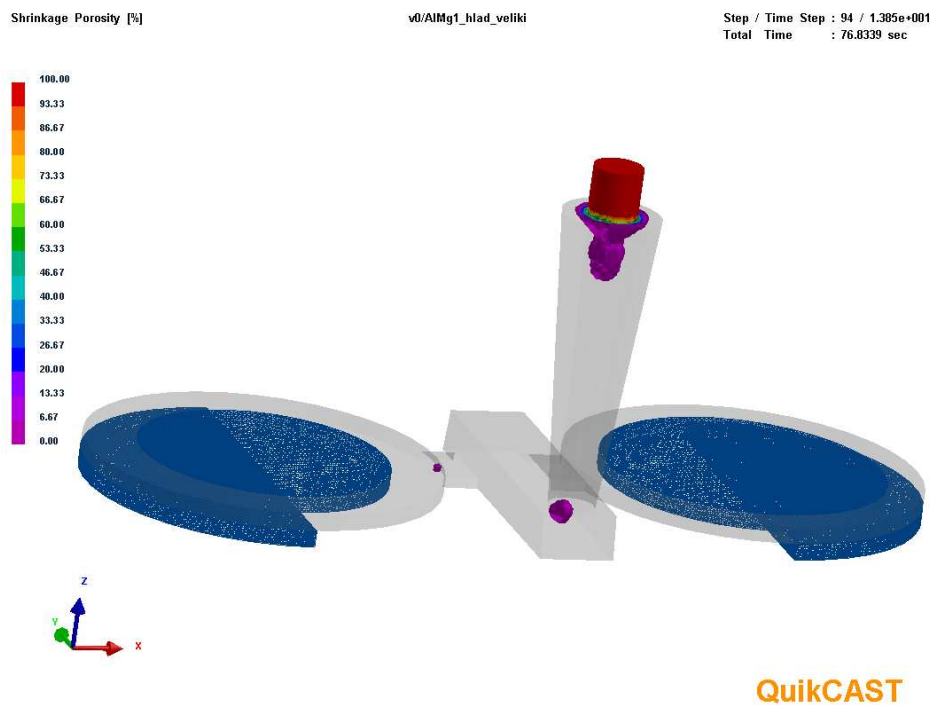 Shrinkage Porosity [%]
v0/AlMg1_hlad_veliki
Step / Time Step : 94 / 1.385e+001
Total Time : 76.8339 sec
100.00
93.33
86.67
80.00
73.33
66.67
60.00
53.33
46.67
40.00
33.33
26.67
20.00
13.33
6.67
0.00
Z
Y
X
QuikCAST